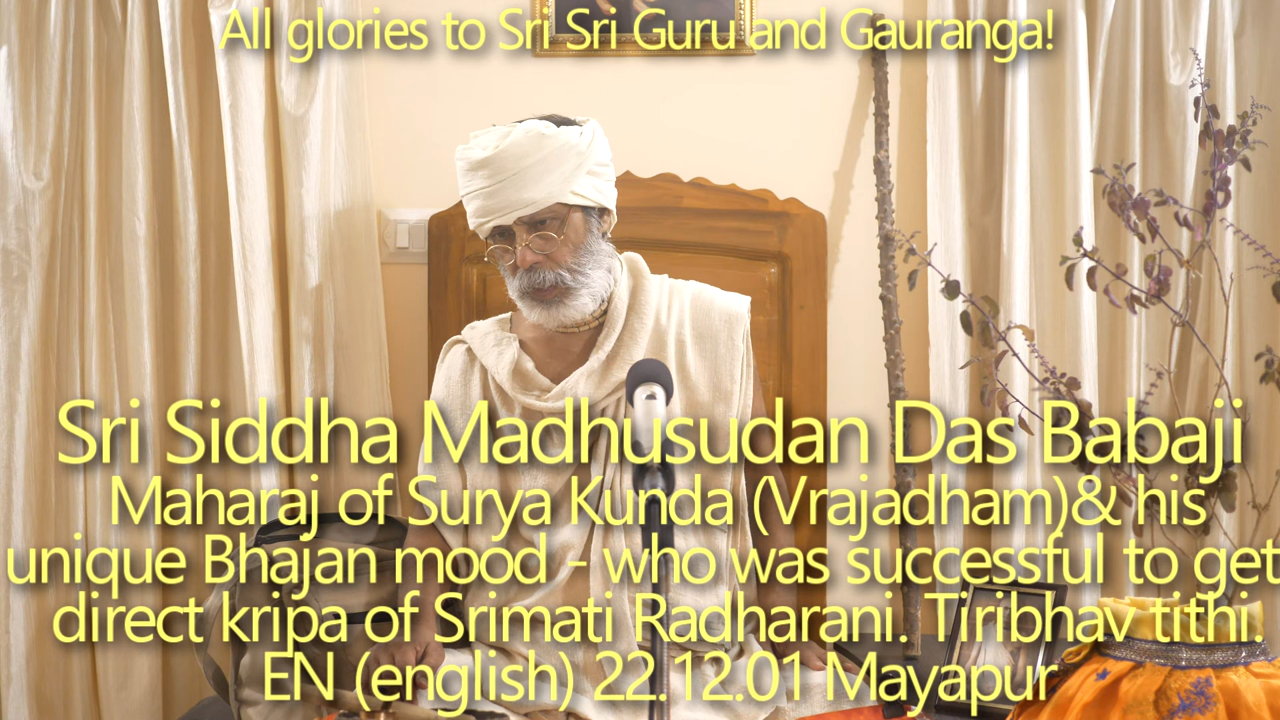 All glories to Sri Sri Guru and Gauranga!
Sri Siddha Madhusudan Das Babaji
Maharaj of Surya Kunda (Vrajadham)& his
unique Bhajan mood - who was successful to get
direct kripa of Srimati Radharani. Tiribhav tithi.
EN (english) 22.12.01 Mayapur